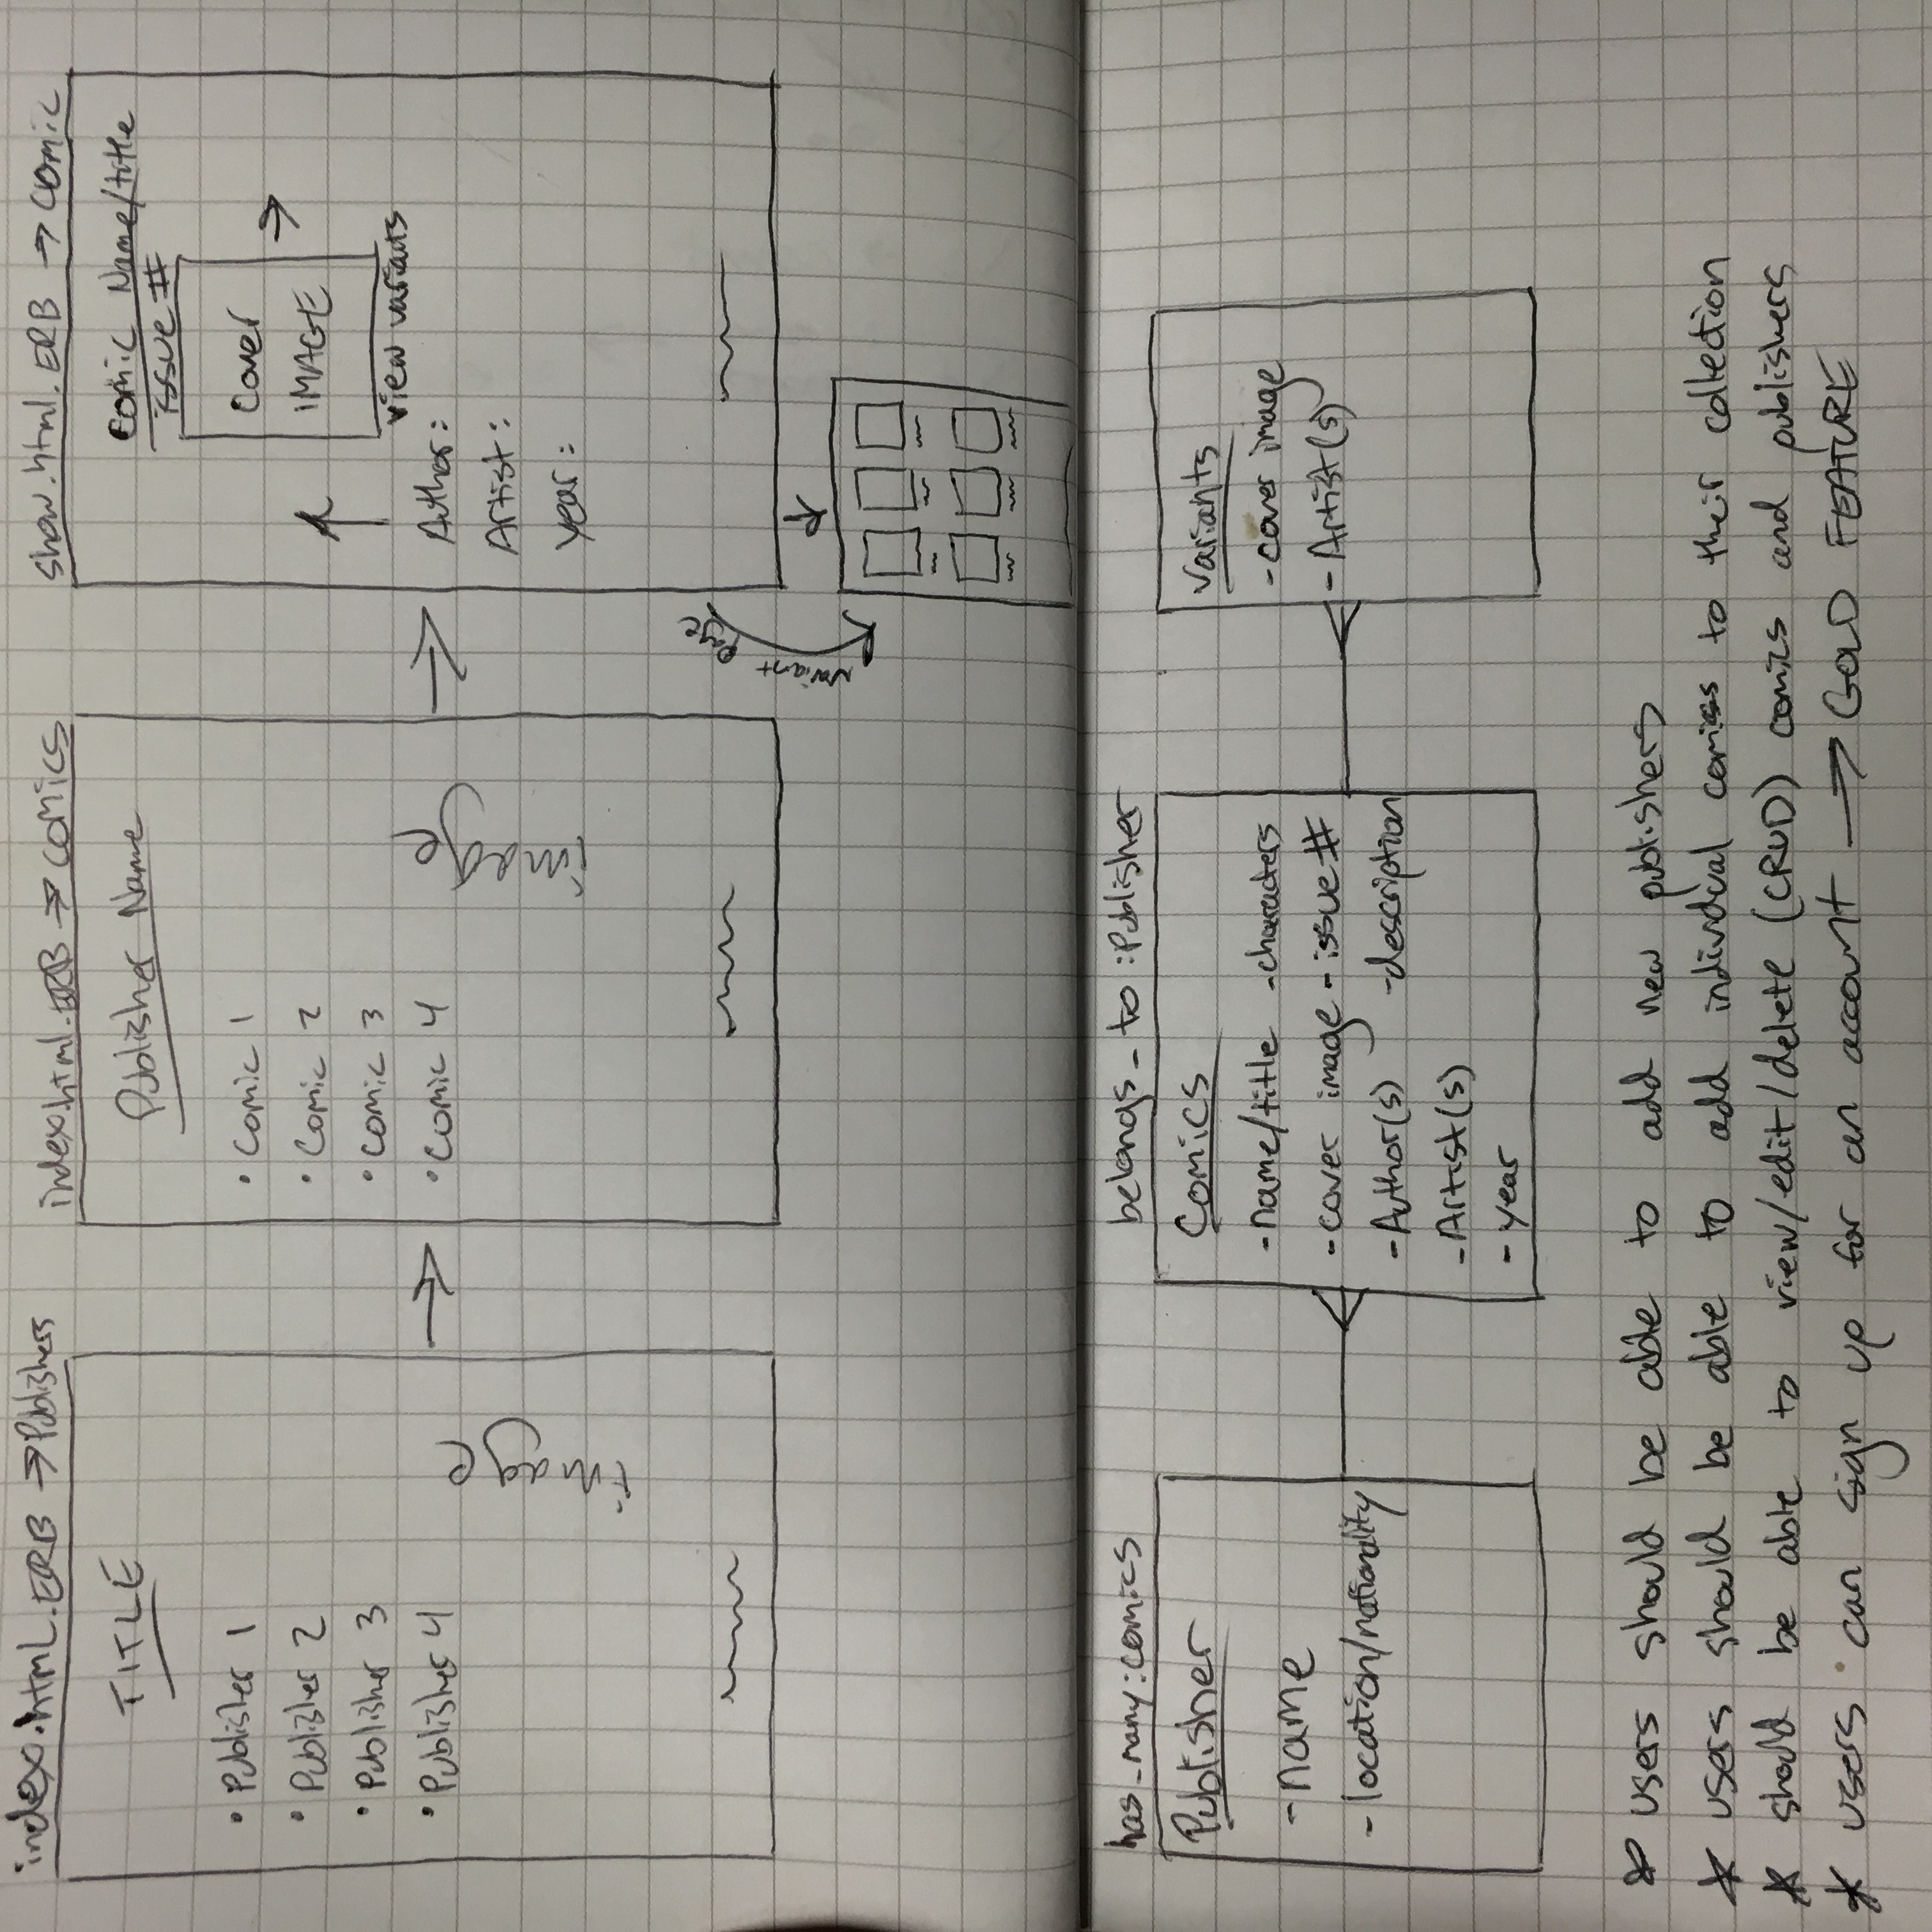 index.html.ERB → Publishers
TITLE
• Publisher 1
• Publisher 2
• Publisher 3
• Publisher 4
image
index.html.ERB → comics
Publisher Name
• Comic 1
• Comic 2
• Comic 3
• Comic 4
image
show.html.ERB → comic
Comic Name/title
issue #
Cover
IMAGE
view variants
Author:
Artist:
year:
Variant Page
has_many:comics
Publisher
-name
-location/nationality
belongs_to :Publisher
Comics
-name/title -characters
-cover image -issue #
-Author(s) -description
-Artist(s)
-year
Variants
-cover image
-Artist(s)
* users should be able to add new publishers
* users should be able to add individual comics to their collection
* should be able to view/edit/delete (CRUD) comics and publishers
* users can sign up for an account → GOLD FEATURE